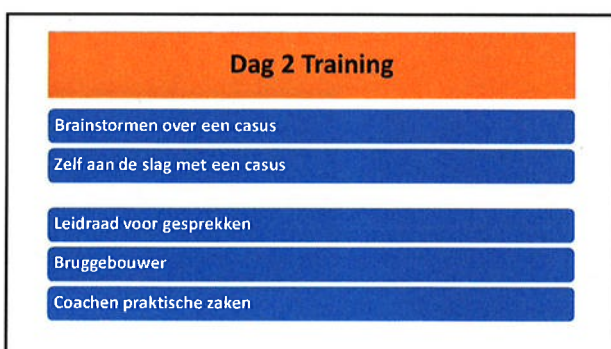 Dag 2 Training
Brainstormen over een casus
Zelf aan de slag met een casus
Leidraad voor gesprekken
Bruggebouwer
Coachen praktische zaken